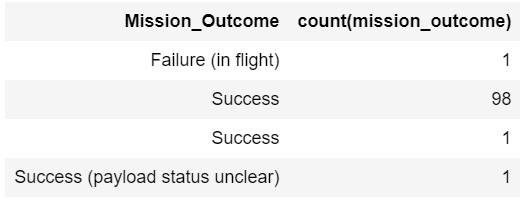 Mission_Outcome count(mission_outcome)
Failure (in flight) 1
Success 98
Success 1
Success (payload status unclear) 1